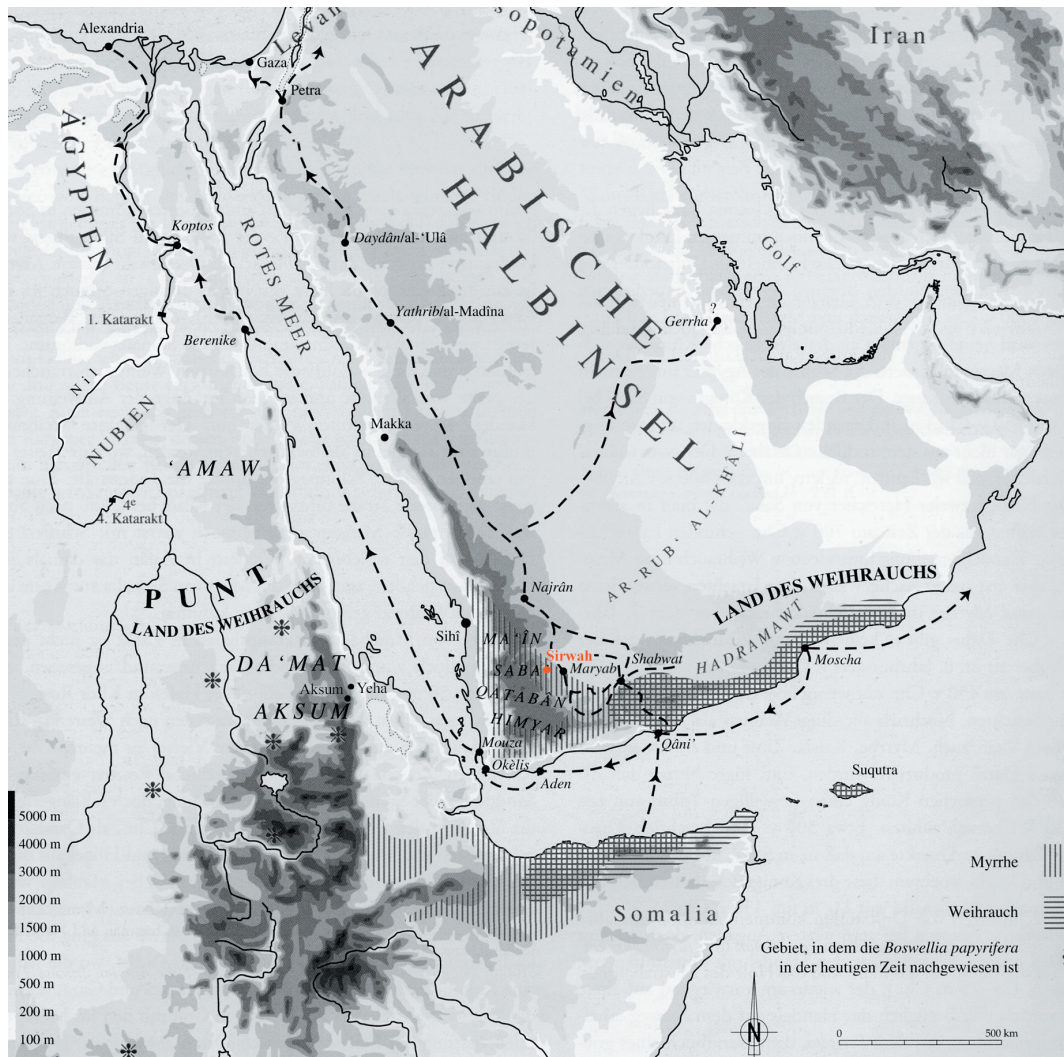 Alexandria
Gaza
Levan
Petra
sopotamien
Iran
ÄGYPTEN
ARABISCHE
HALBINSEL
Koptos
ROTES MEER
Daydân/al-‘Ulâ
Golf
1. Katarakt
Berenike
Yathrib/al-Madîna
Gerrha
?
Nil
NUBIEN
Makka
‘AMAW
4e
4. Katarakt
AR-RUB‘ AL-KHÂLÎ
PUNT
LAND DES WEIHRAUCHS
Najrân
LAND DES WEIHRAUCHS
Sihî
MA‘ÎN
HADRAMAWT
Sirwah
Shabwat
Moscha
DA‘MAT
SABA
Maryab
Aksum
Yeha
QATABÂN
AKSUM
HIMYAR
Mouza
Qâni’
Okèlis
Aden
Suqutra
5000 m
4000 m
3000 m
2000 m
1500 m
1000 m
500 m
200 m
100 m
Myrrhe
Somalia
Weihrauch
Gebiet, in dem die Boswellia papyrifera
in der heutigen Zeit nachgewiesen ist
N
0 500 km